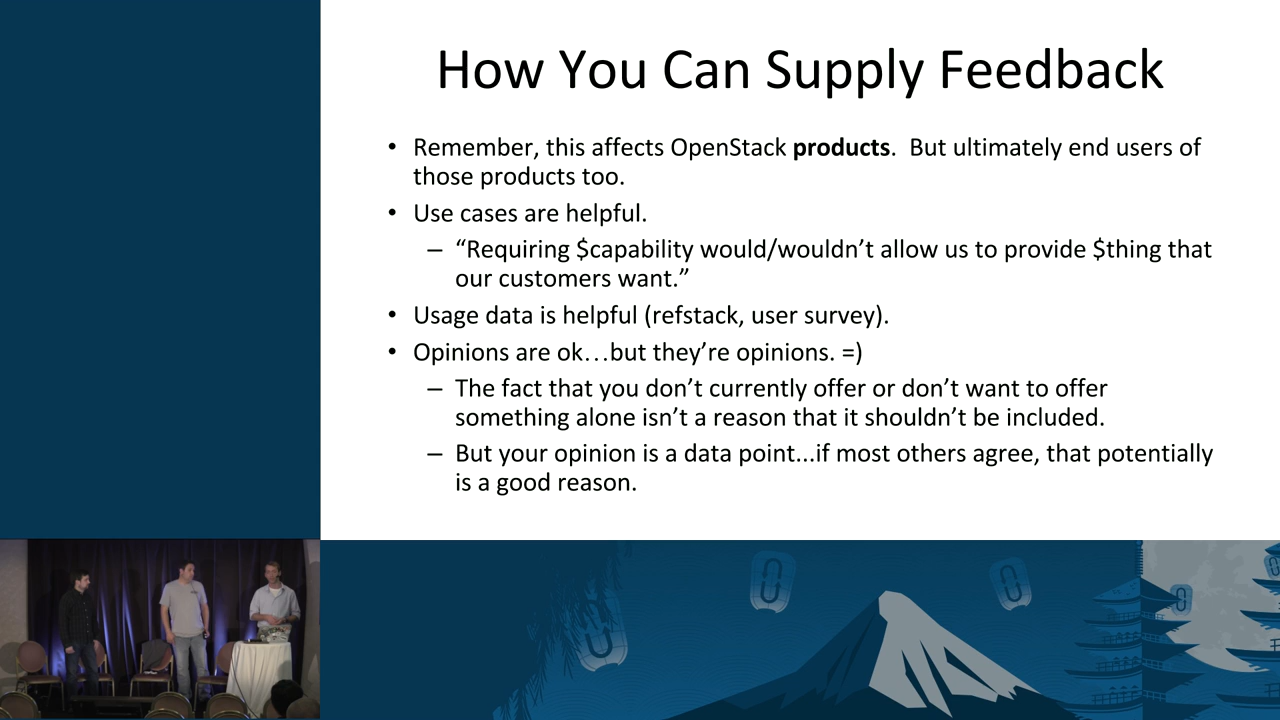 How You Can Supply Feedback
• Remember, this affects OpenStack products.  But ultimately end users of
those products too.
• Use cases are helpful.
– “Requiring $capability would/wouldn’t allow us to provide $thing that
our customers want.”
• Usage data is helpful (refstack, user survey).
• Opinions are ok…but they’re opinions. =)
– The fact that you don’t currently offer or don’t want to offer
something alone isn’t a reason that it shouldn’t be included.
– But your opinion is a data point...if most others agree, that potentially
is a good reason.